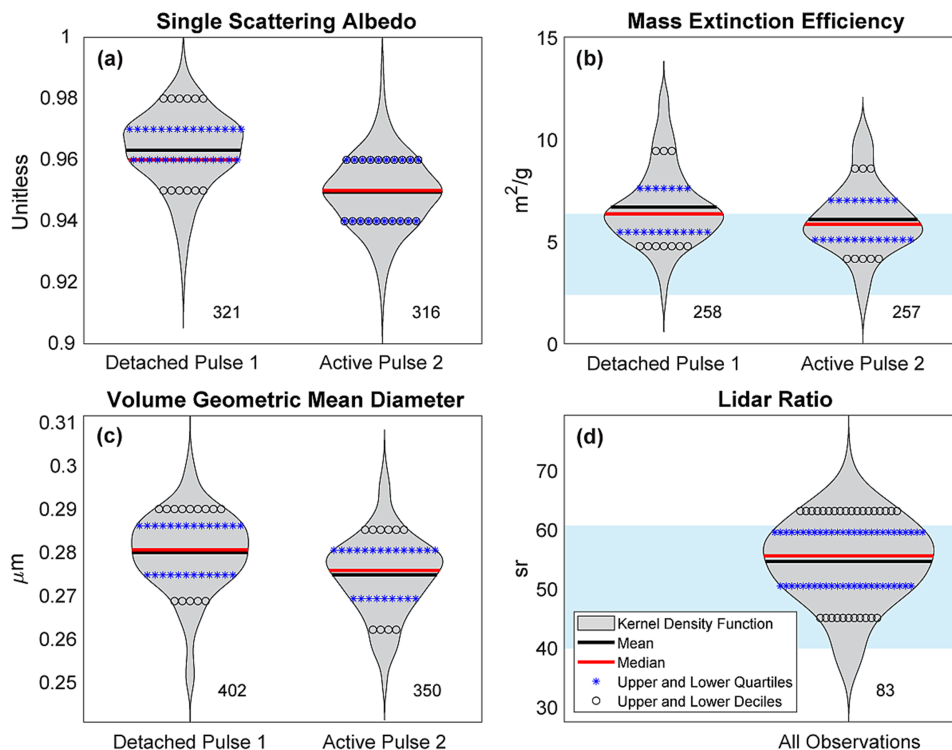 Single Scattering Albedo
(a)
Unitless
1
0.98
0.96
0.94
0.92
0.9
321
316
Detached Pulse 1
Active Pulse 2
Mass Extinction Efficiency
(b)
m²/g
15
10
5
0
258
257
Detached Pulse 1
Active Pulse 2
Volume Geometric Mean Diameter
(c)
μm
0.31
0.3
0.29
0.28
0.27
0.26
0.25
402
350
Detached Pulse 1
Active Pulse 2
Lidar Ratio
(d)
sr
70
60
50
40
30
Kernel Density Function
Mean
Median
Upper and Lower Quartiles
Upper and Lower Deciles
83
All Observations